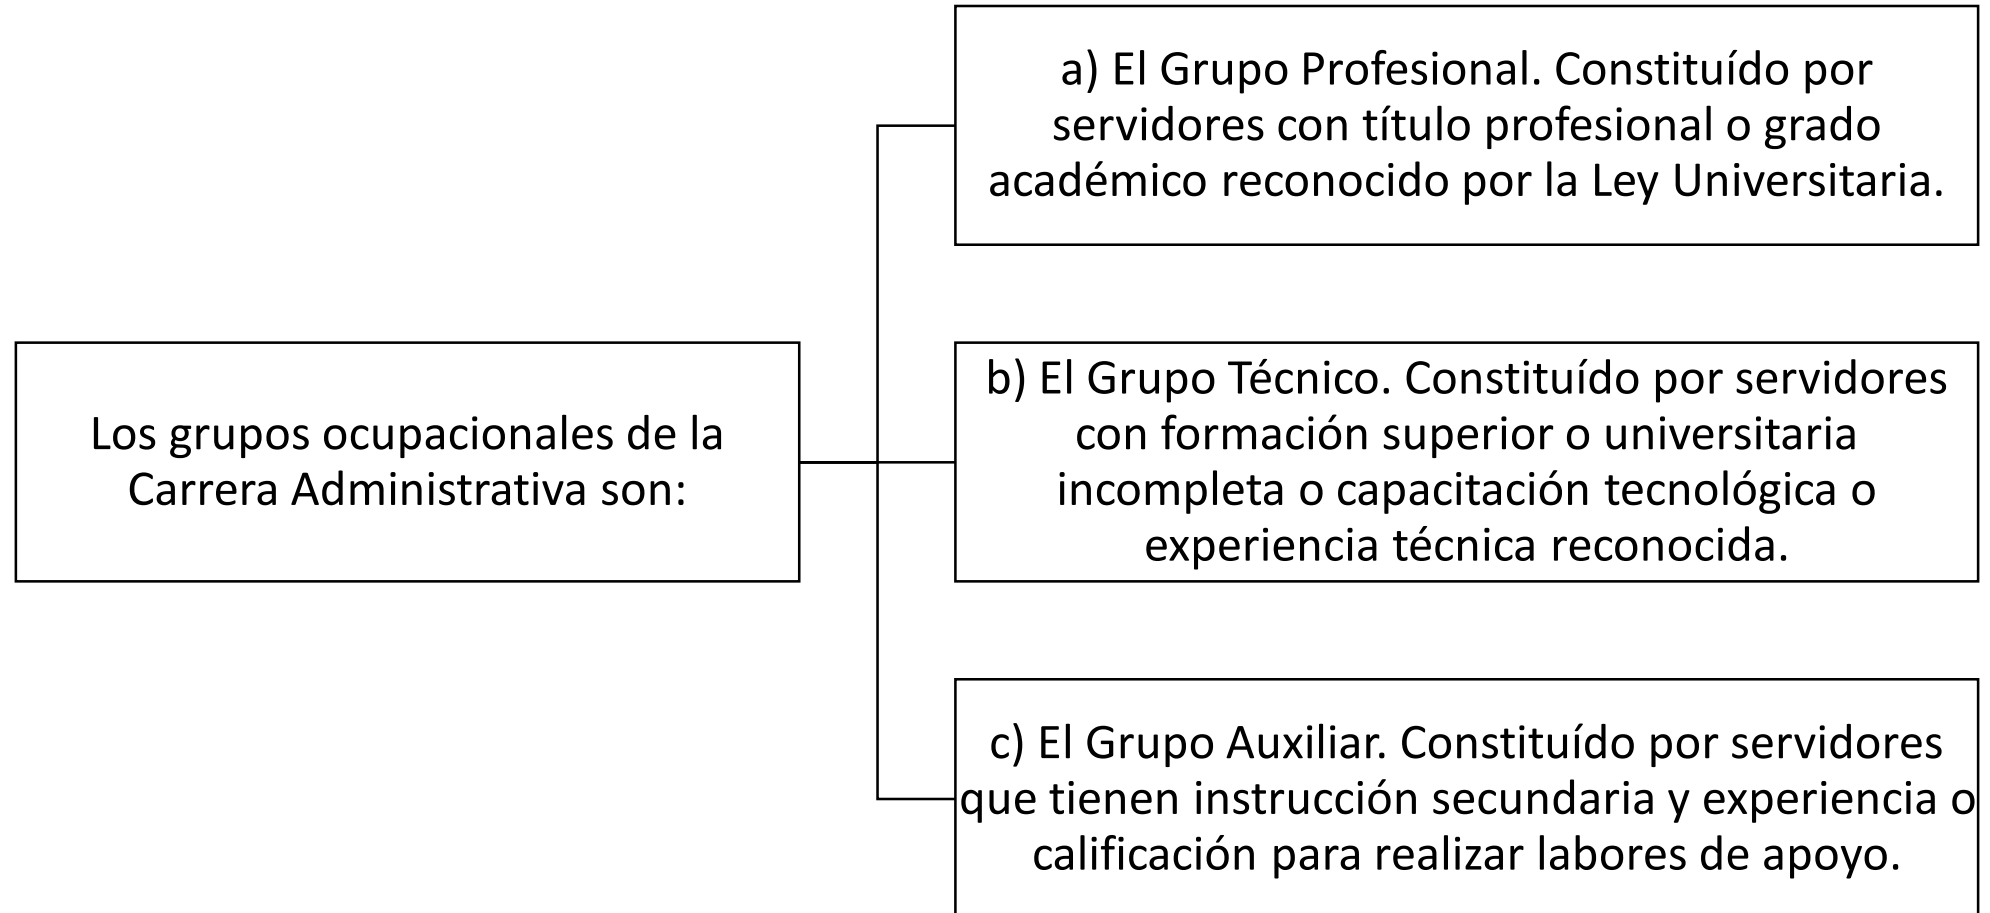 a) El Grupo Profesional. Constituído por
servidores con título profesional o grado
académico reconocido por la Ley Universitaria.
Los grupos ocupacionales de la
Carrera Administrativa son:
b) El Grupo Técnico. Constituído por servidores
con formación superior o universitaria
incompleta o capacitación tecnológica o
experiencia técnica reconocida.
c) El Grupo Auxiliar. Constituído por servidores
que tienen instrucción secundaria y experiencia o
calificación para realizar labores de apoyo.